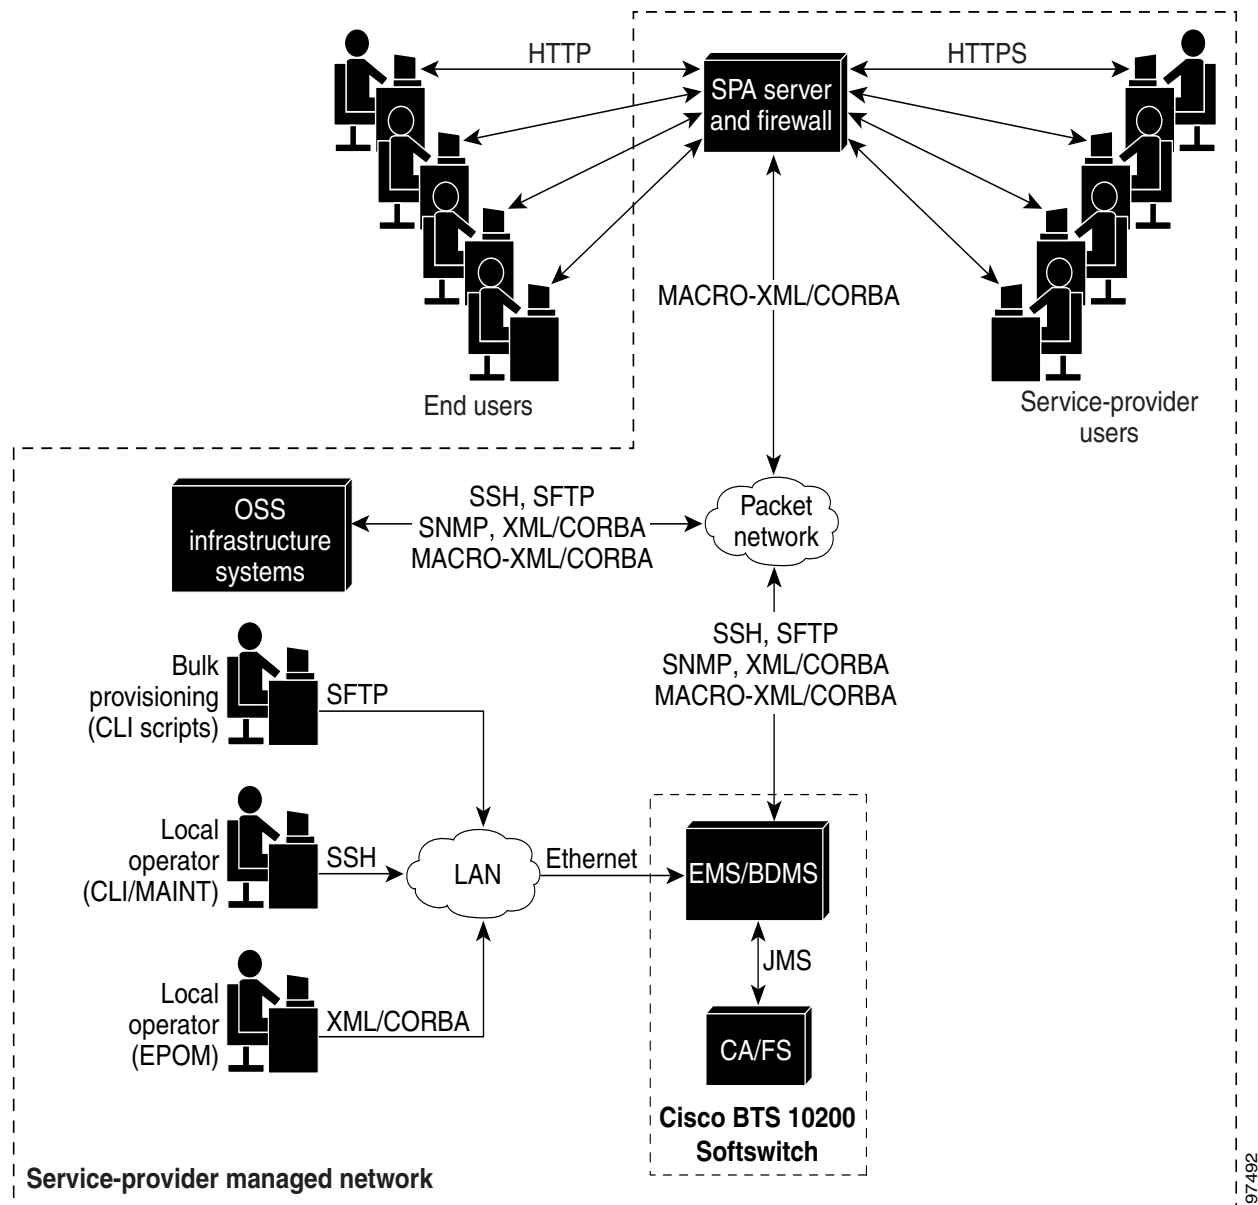 HTTP
HTTPS
SPA server
and firewall
MACRO-XML/CORBA
End users
Service-provider
users
OSS
infrastructure
systems
SSH, SFTP
SNMP, XML/CORBA
MACRO-XML/CORBA
Packet
network
SSH, SFTP
SNMP, XML/CORBA
MACRO-XML/CORBA
Bulk
provisioning
(CLI scripts)
SFTP
Local
operator
(CLI/MAINT)
SSH
LAN
Ethernet
EMS/BDMS
JMS
Local
operator
(EPOM)
XML/CORBA
CA/FS
Cisco BTS 10200
Softswitch
Service-provider managed network
97492